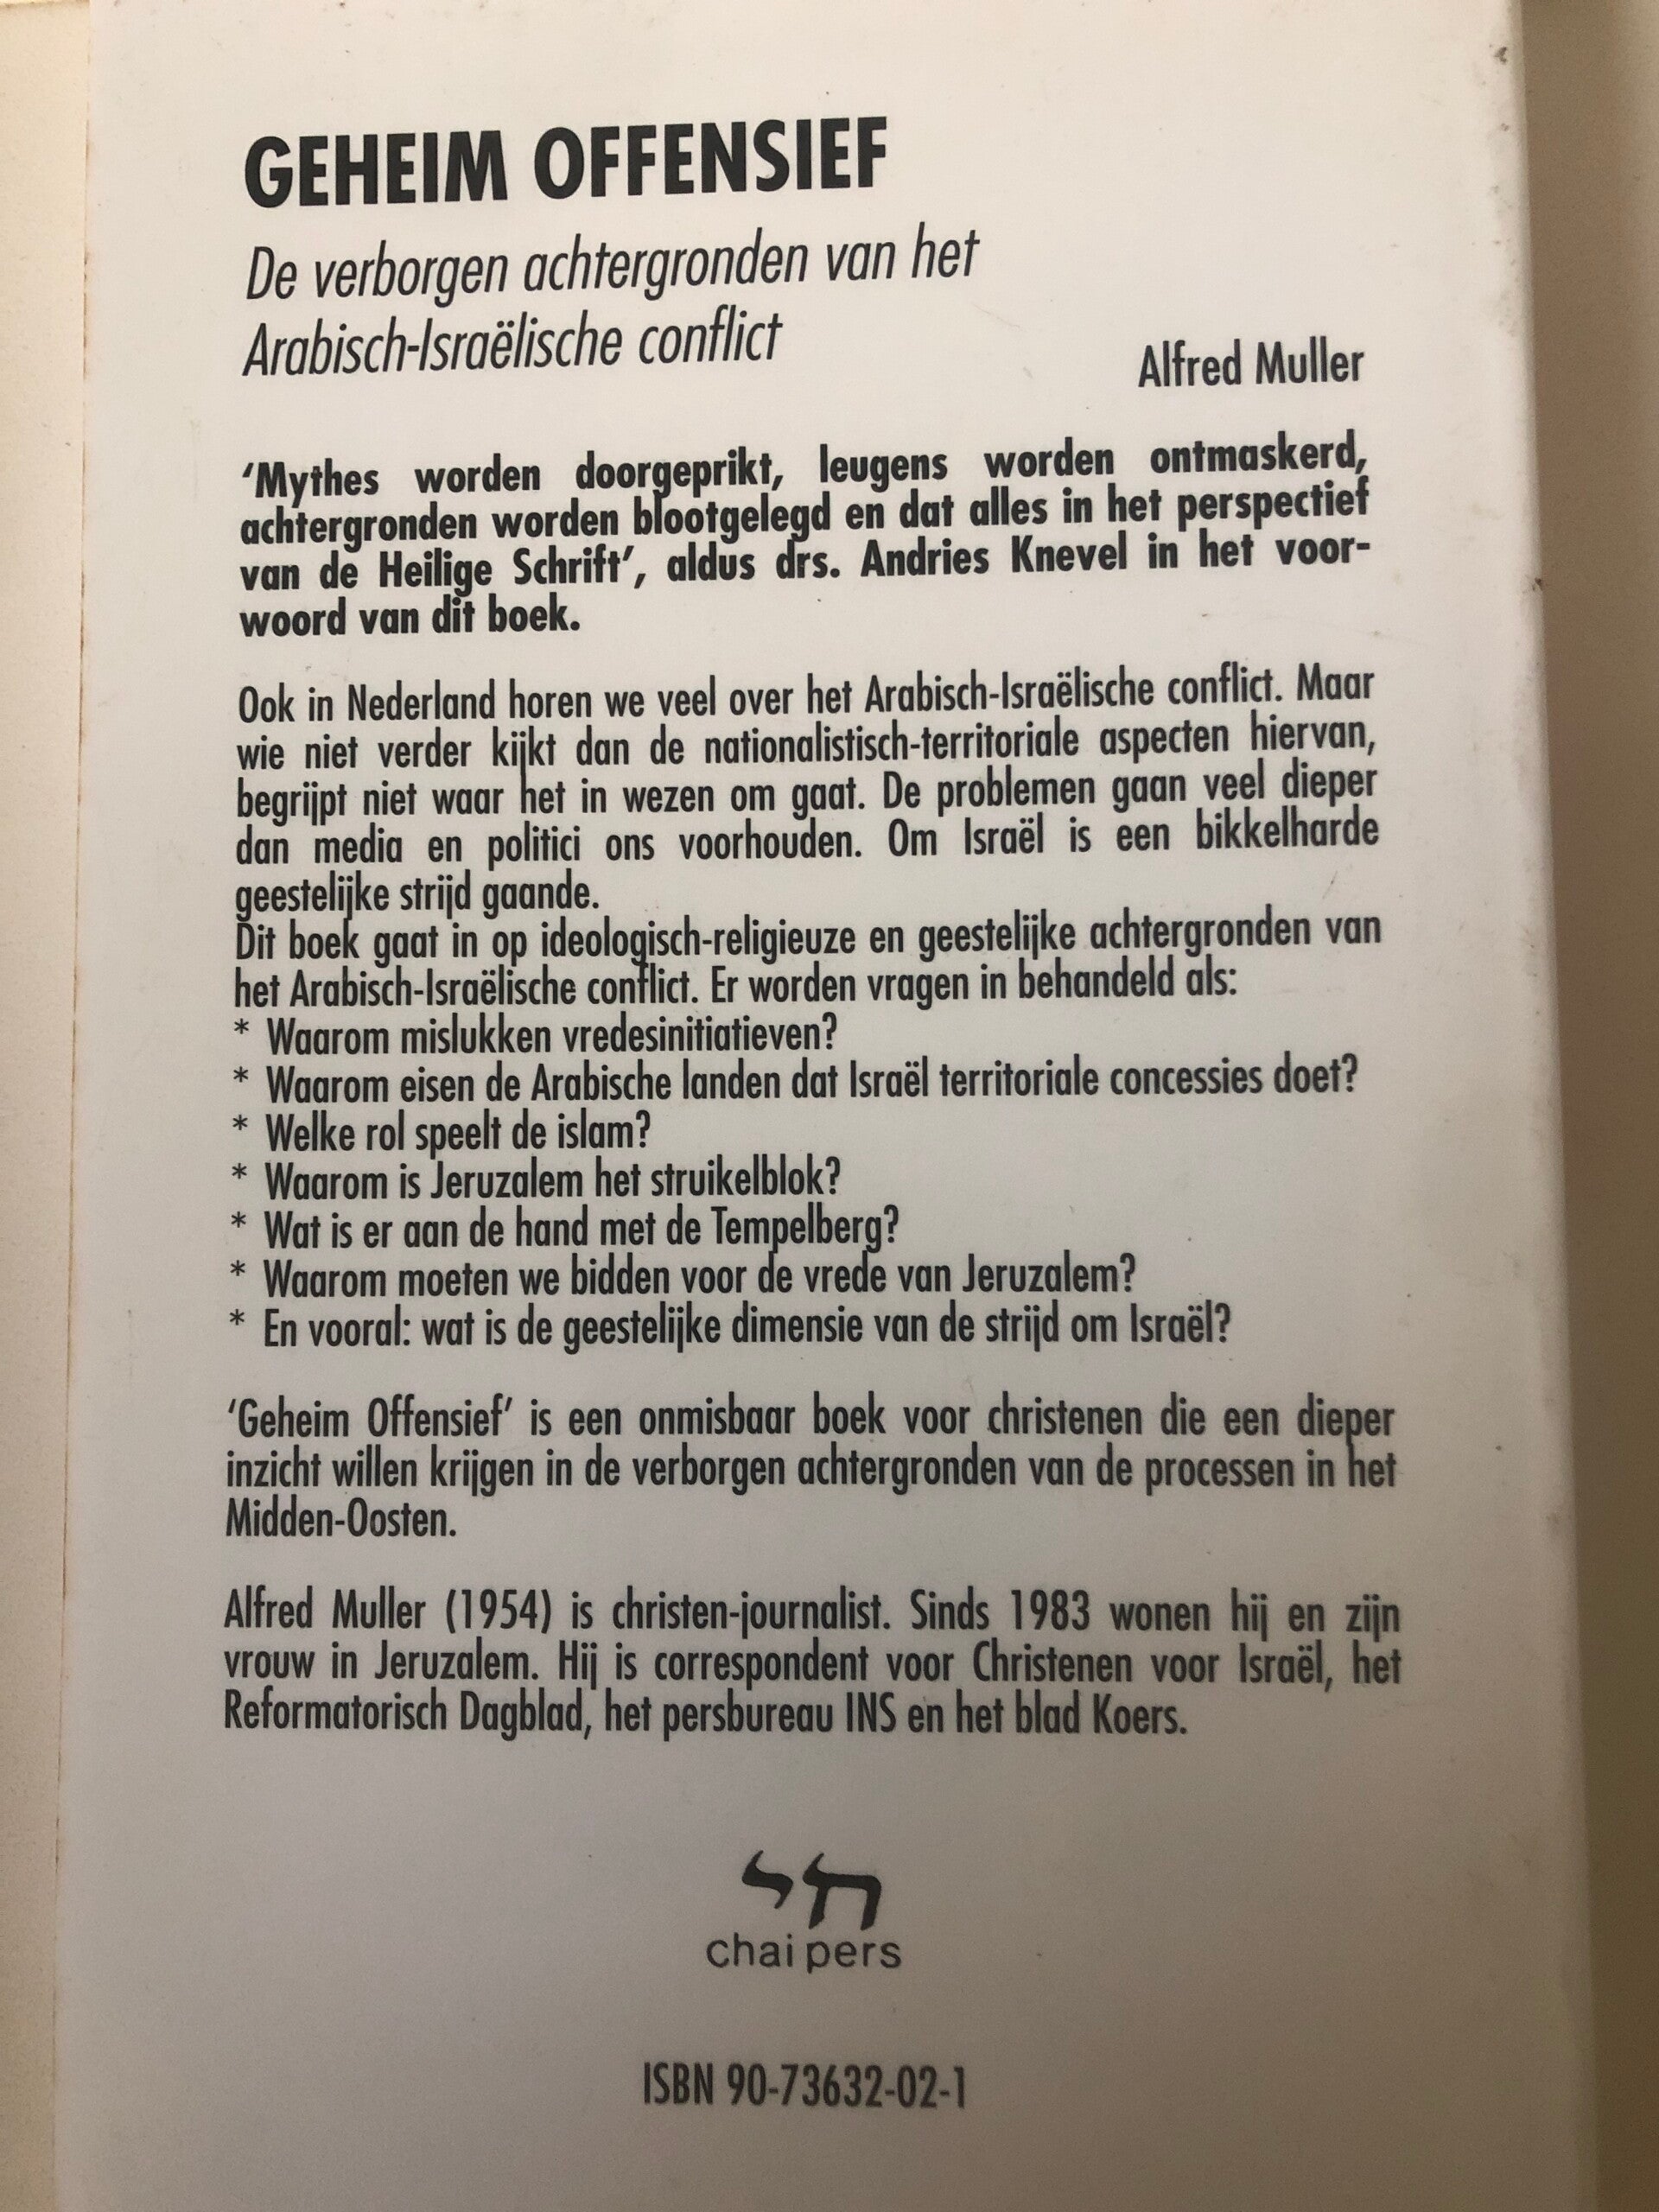 GEHEIM OFFENSIEF
De verborgen achtergronden van het
Arabisch-Israëlische conflict
Alfred Muller
‘Mythes worden doorgeprikt, leugens worden ontmaskerd,
achtergronden worden blootgelegd en dat alles in het perspectief
van de Heilige Schrift’, aldus drs. Andries Knevel in het voor-
woord van dit boek.
Ook in Nederland horen we veel over het Arabisch-Israëlische conflict. Maar
wie niet verder kijkt dan de nationalistisch-territoriale aspecten hiervan,
begrijpt niet waar het in wezen om gaat. De problemen gaan veel dieper
dan media en politici ons voorhouden. Om Israël is een bikkelharde
geestelijke strijd gaande.
Dit boek gaat in op ideologisch-religieuze en geestelijke achtergronden van
het Arabisch-Israëlische conflict. Er worden vragen in behandeld als:
* Waarom mislukken vredesinitiatieven?
* Waarom eisen de Arabische landen dat Israël territoriale concessies doet?
* Welke rol speelt de islam?
* Waarom is Jeruzalem het struikelblok?
* Wat is er aan de hand met de Tempelberg?
* Waarom moeten we bidden voor de vrede van Jeruzalem?
* En vooral: wat is de geestelijke dimensie van de strijd om Israël?
‘Geheim Offensief’ is een onmisbaar boek voor christenen die een dieper
inzicht willen krijgen in de verborgen achtergronden van de processen in het
Midden-Oosten.
Alfred Muller (1954) is christen-journalist. Sinds 1983 wonen hij en zijn
vrouw in Jeruzalem. Hij is correspondent voor Christenen voor Israël, het
Reformatorisch Dagblad, het persbureau INS en het blad Koers.
חי
chai pers
ISBN 90-73632-02-1